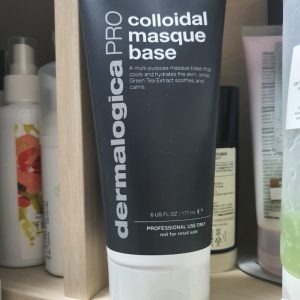 dermalogica PRO
colloidal
masque
base
A multi-purpose masque base that
cools and hydrates the skin, while
Green Tea Extract soothes and
calms.
6 US FL OZ / 177 mL e
PROFESSIONAL USE ONLY
not for retail sale